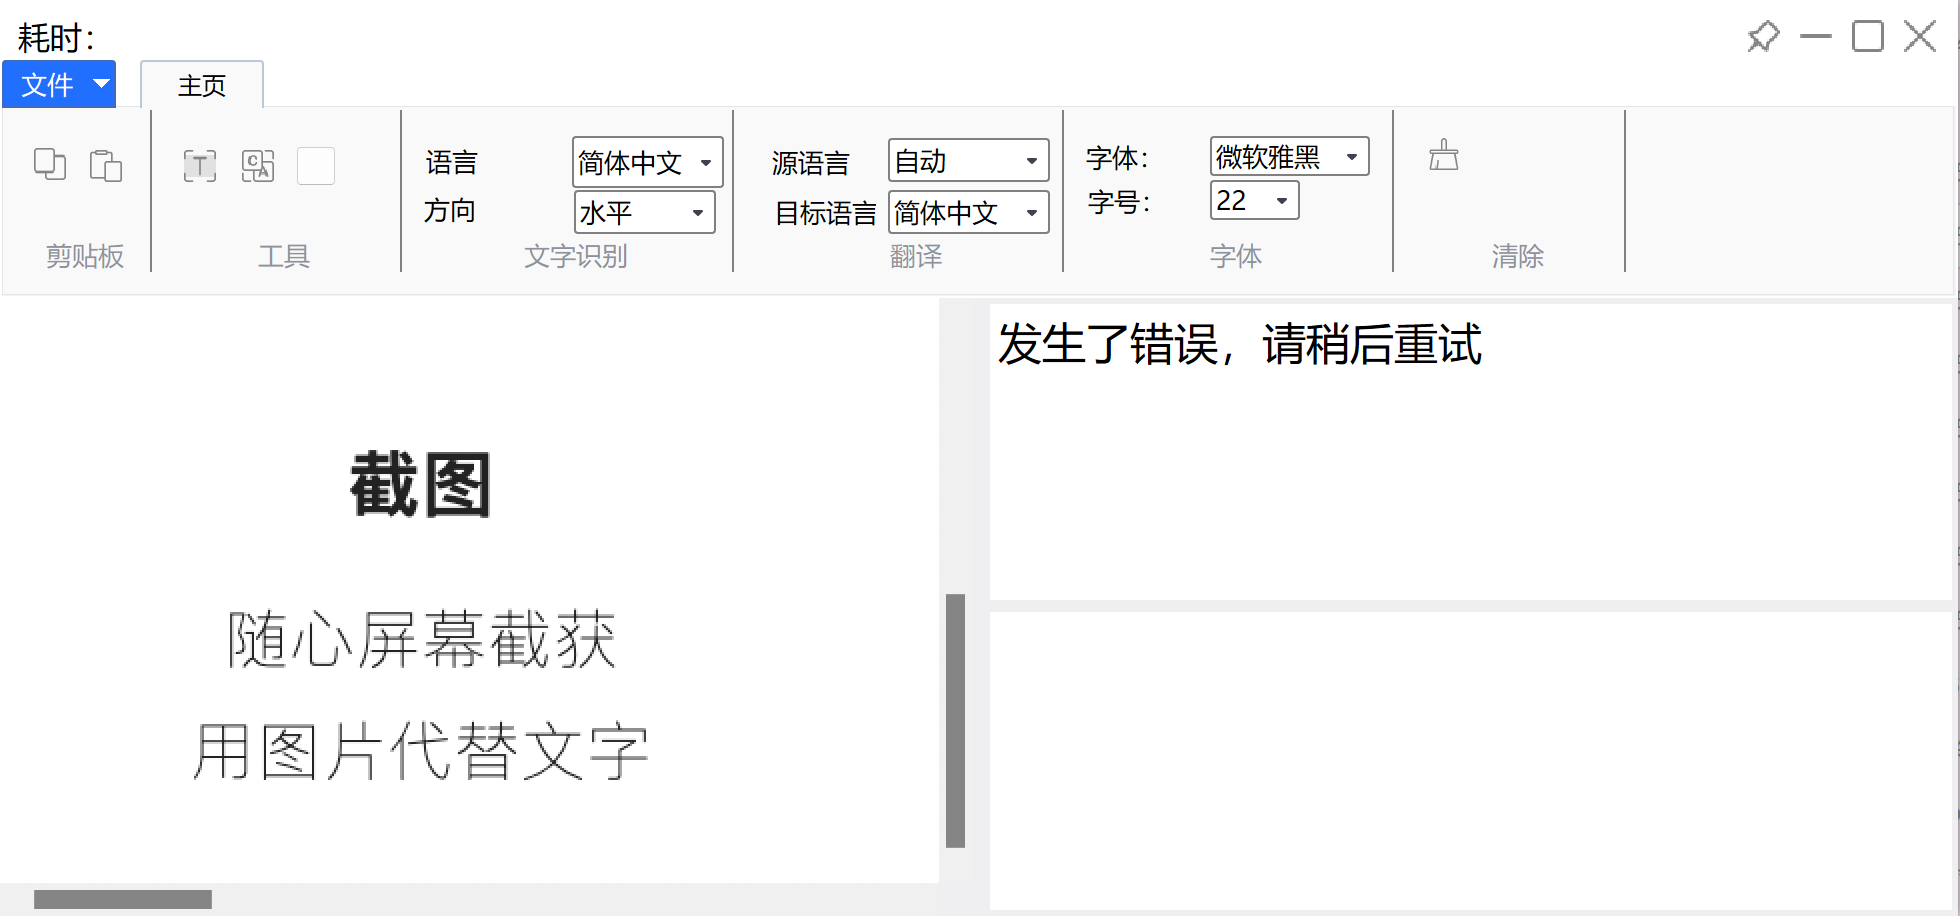 耗时：
文件
主页
语言 简体中文
方向 水平
源语言 自动
目标语言 简体中文
字体： 微软雅黑
字号： 22
剪贴板 工具 文字识别 翻译 字体 清除
发生了错误，请稍后重试
截图
随心屏幕截获
用图片代替文字